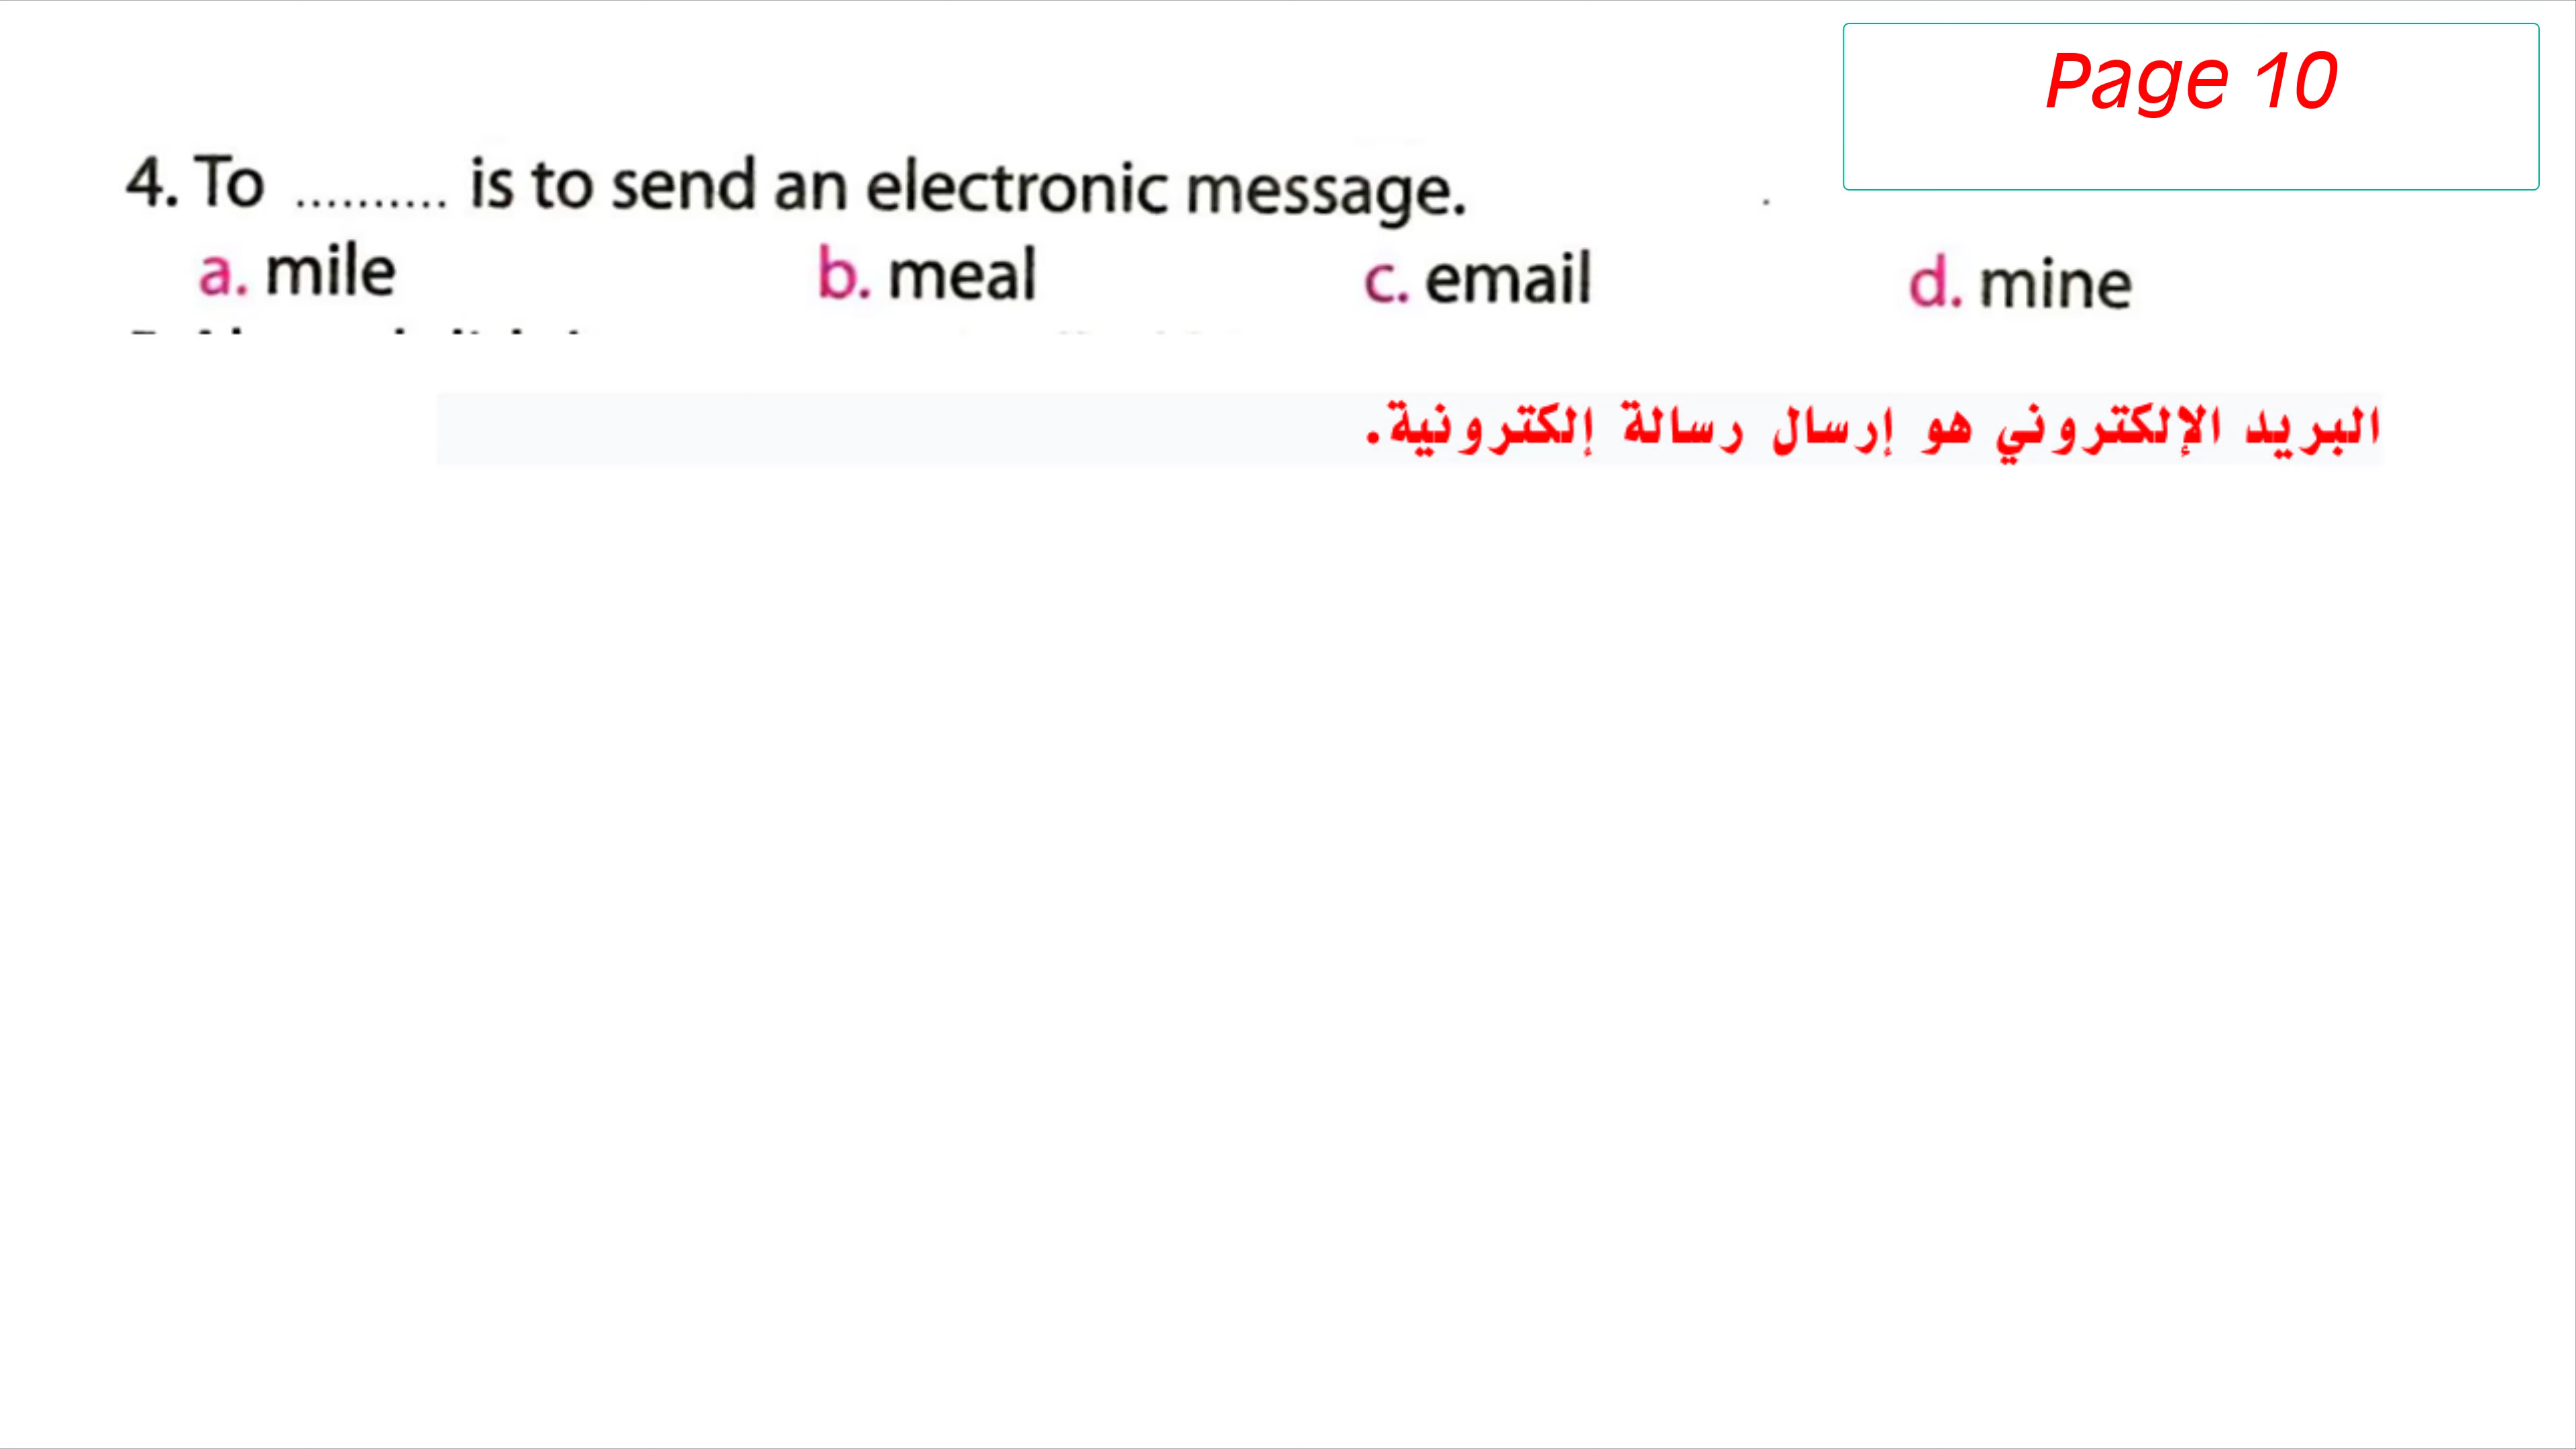 Page 10
4. To .......... is to send an electronic message.
a. mile b. meal c. email d. mine
البريد الإلكتروني هو إرسال رسالة إلكترونية.